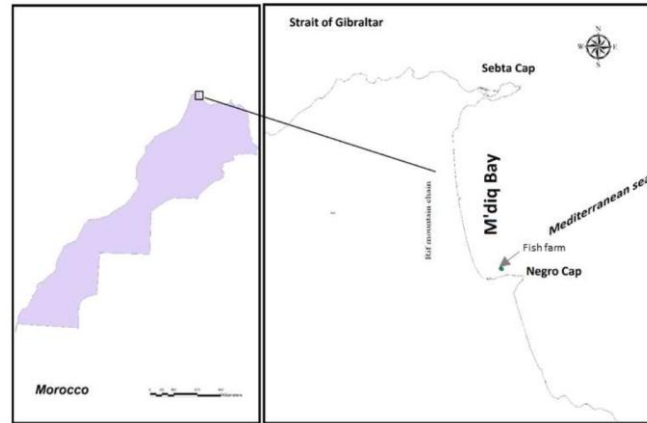 Strait of Gibraltar
N
W
E
S
Sebta Cap
M'diq Bay
Rif mountain chain
Mediterranean sea
Fish farm
Negro Cap
Morocco